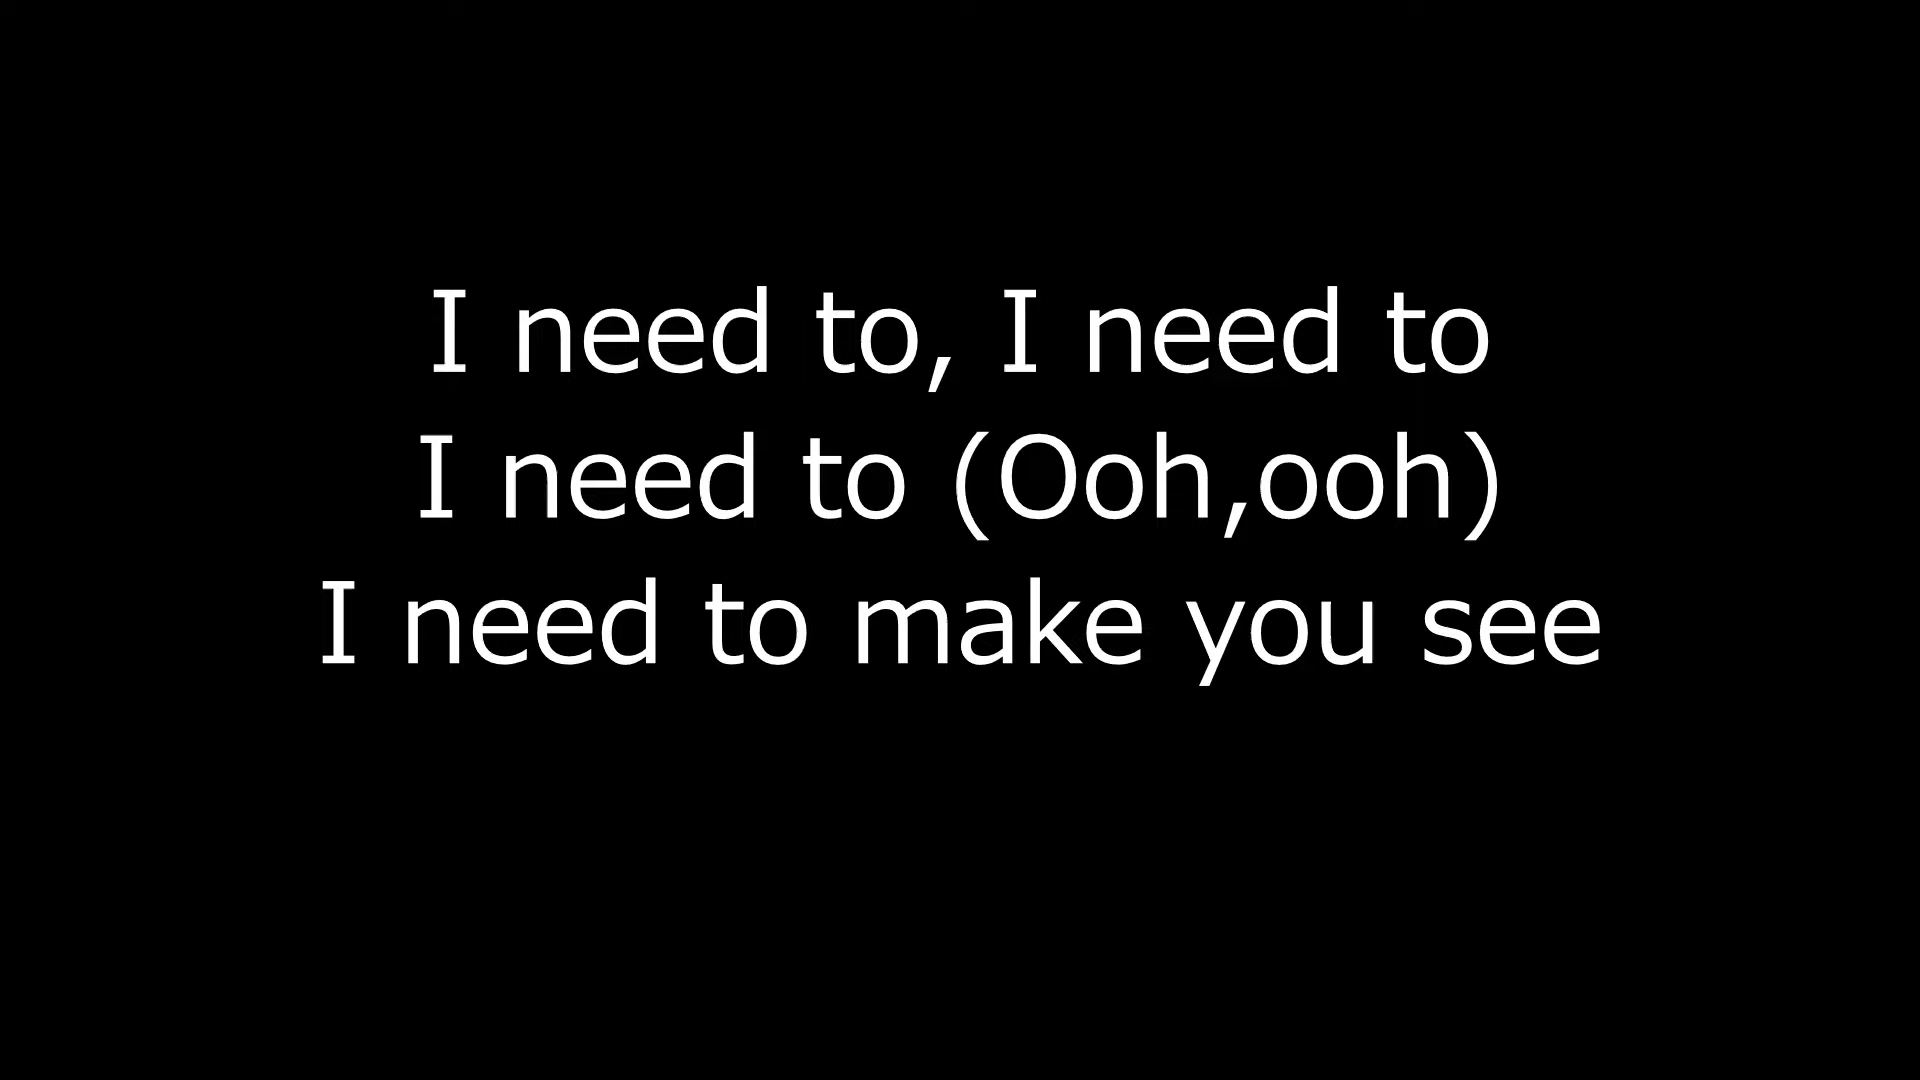 I need to, I need to
I need to (Ooh,ooh)
I need to make you see